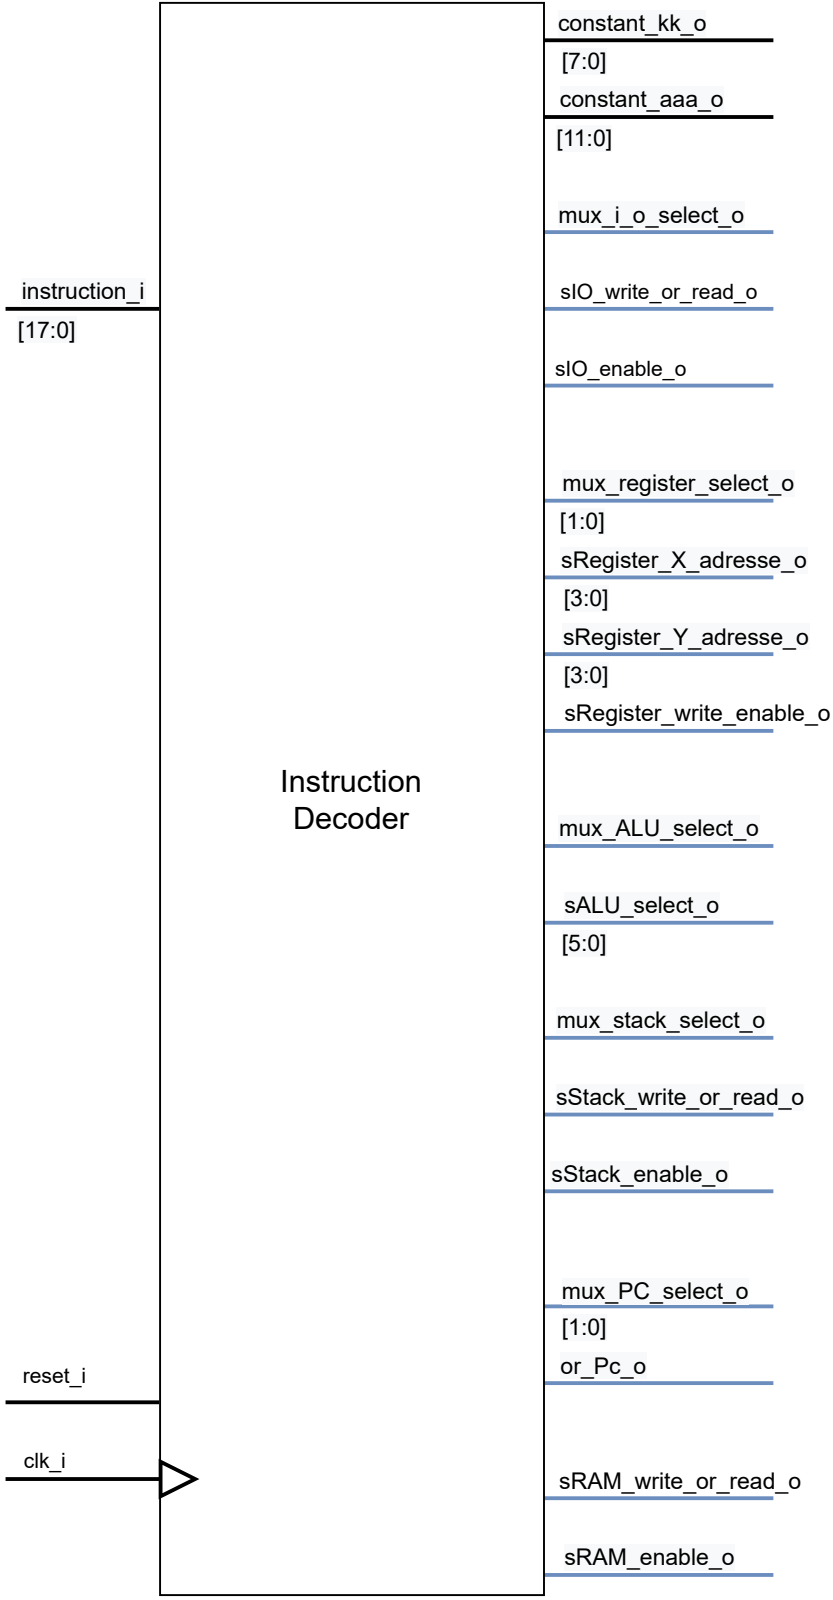 constant_kk_o
[7:0]
constant_aaa_o
[11:0]
mux_i_o_select_o
instruction_i
[17:0]
sIO_write_or_read_o
sIO_enable_o
mux_register_select_o
[1:0]
sRegister_X_adresse_o
[3:0]
sRegister_Y_adresse_o
[3:0]
sRegister_write_enable_o
Instruction
Decoder
mux_ALU_select_o
sALU_select_o
[5:0]
mux_stack_select_o
sStack_write_or_read_o
sStack_enable_o
mux_PC_select_o
[1:0]
or_Pc_o
reset_i
clk_i
sRAM_write_or_read_o
sRAM_enable_o